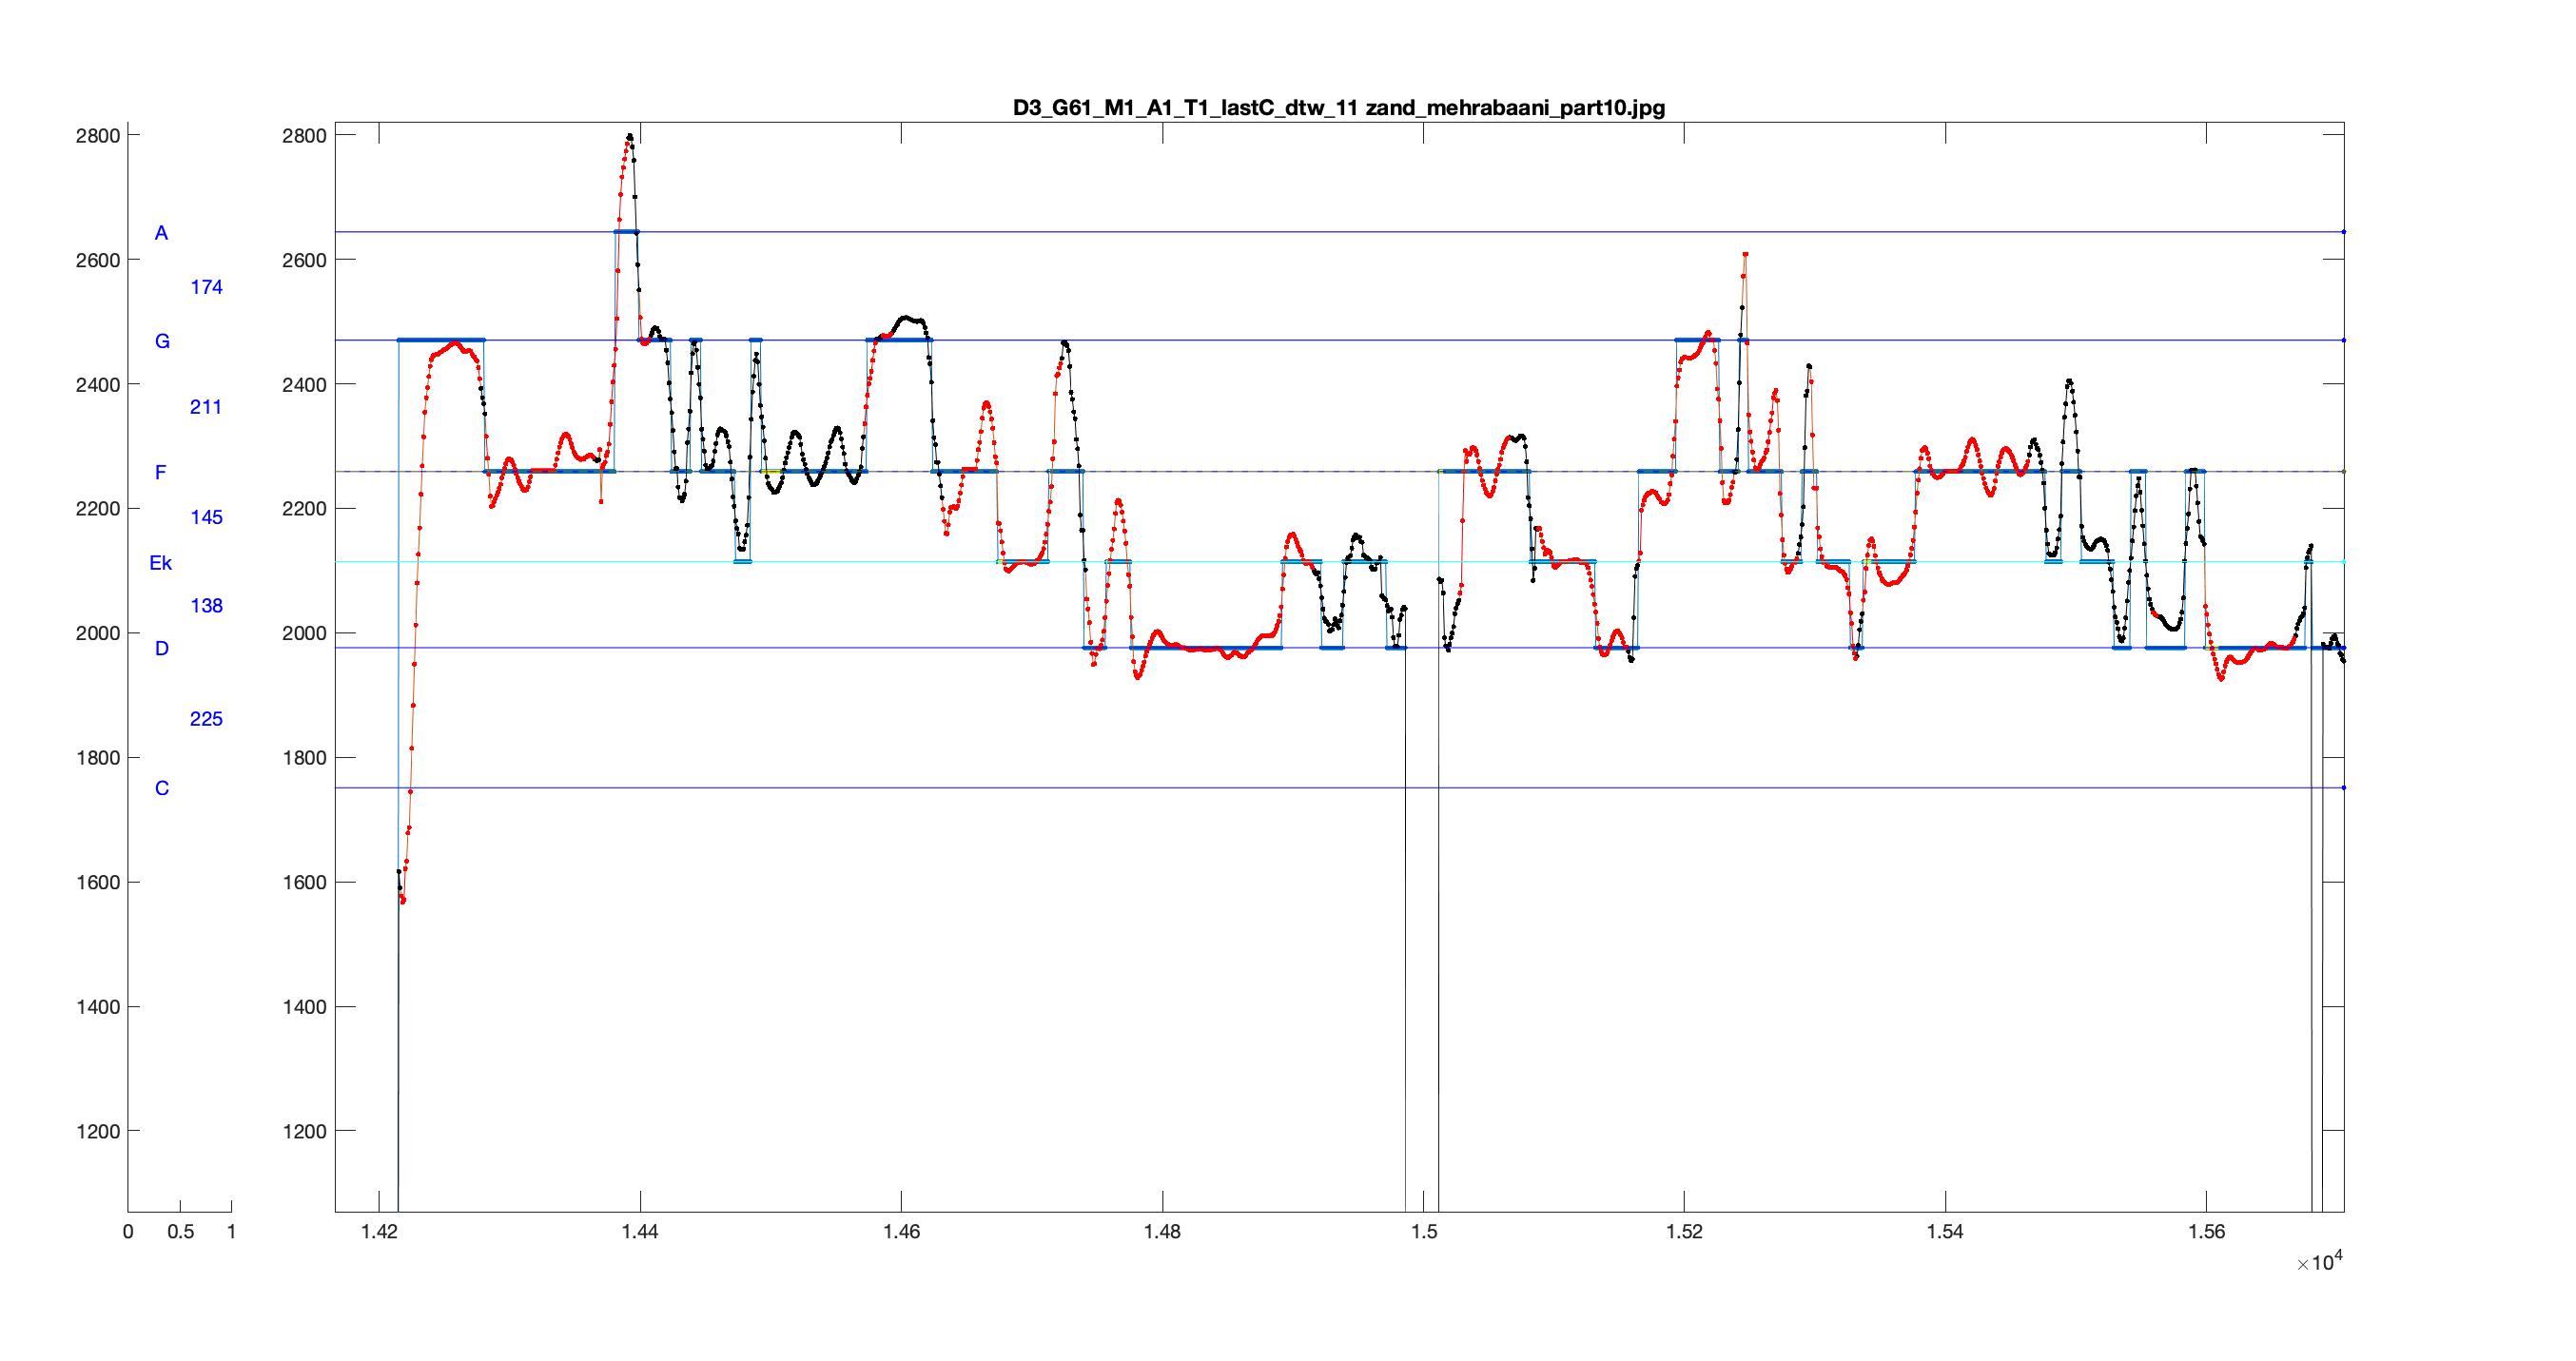 D3_G61_M1_A1_T1_lastC_dtw_11 zand_mehrabaani_part10.jpg
2800 2800
A
2600 2600
174
G
2400 2400
211
F
2200 2200
145
Ek
138
2000 2000
D
225
1800 1800
C
1600 1600
1400 1400
1200 1200
0 0.5 1 1.42 1.44 1.46 1.48 1.5 1.52 1.54 1.56
×10⁴